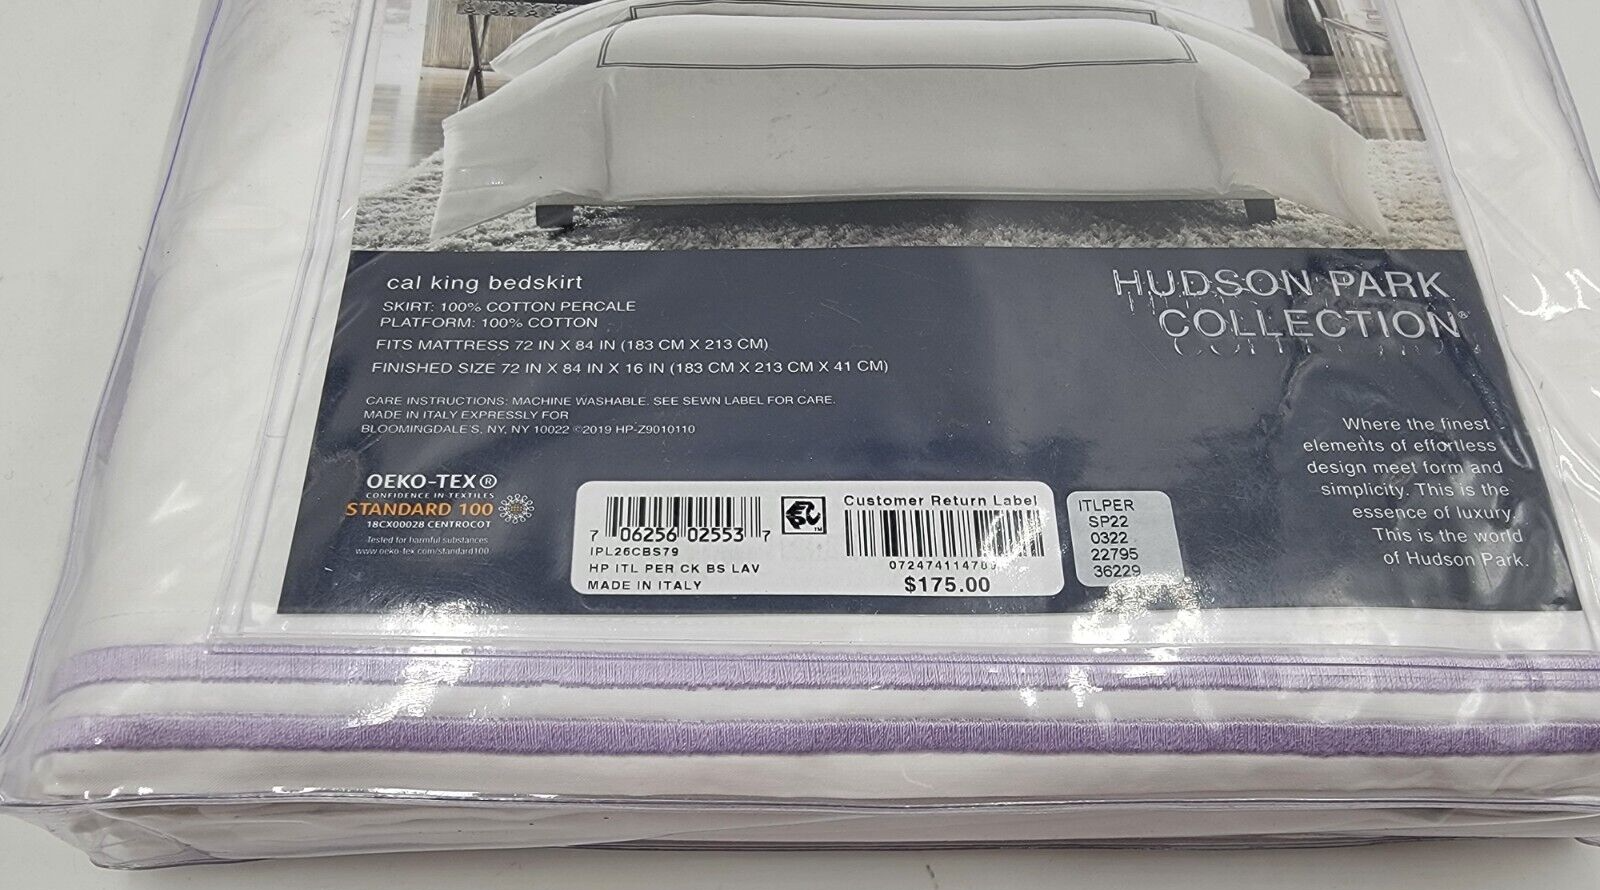 cal king bedskirt
SKIRT: 100% COTTON PERCALE
PLATFORM: 100% COTTON
FITS MATTRESS 72 IN X 84 IN (183 CM X 213 CM)
FINISHED SIZE 72 IN X 84 IN X 16 IN (183 CM X 213 CM X 41 CM)
CARE INSTRUCTIONS: MACHINE WASHABLE. SEE SEWN LABEL FOR CARE.
MADE IN ITALY EXPRESSLY FOR
BLOOMINGDALE'S, NY, NY 10022 ©2019 HP-Z9010110
HUDSON PARK
COLLECTION®
Where the finest
elements of effortless
design meet form and
simplicity. This is the
essence of luxury.
This is the world
of Hudson Park.
OEKO-TEX®
CONFIDENCE IN TEXTILES
STANDARD 100
18CX00028 CENTROCOT
Tested for harmful substances
www.oeko-tex.com/standard100
7 06256 02553 7
IPL26CBS79
HP ITL PER CK BS LAV
MADE IN ITALY
Customer Return Label
$175.00
ITLPER
SP22
0322
22795
36229